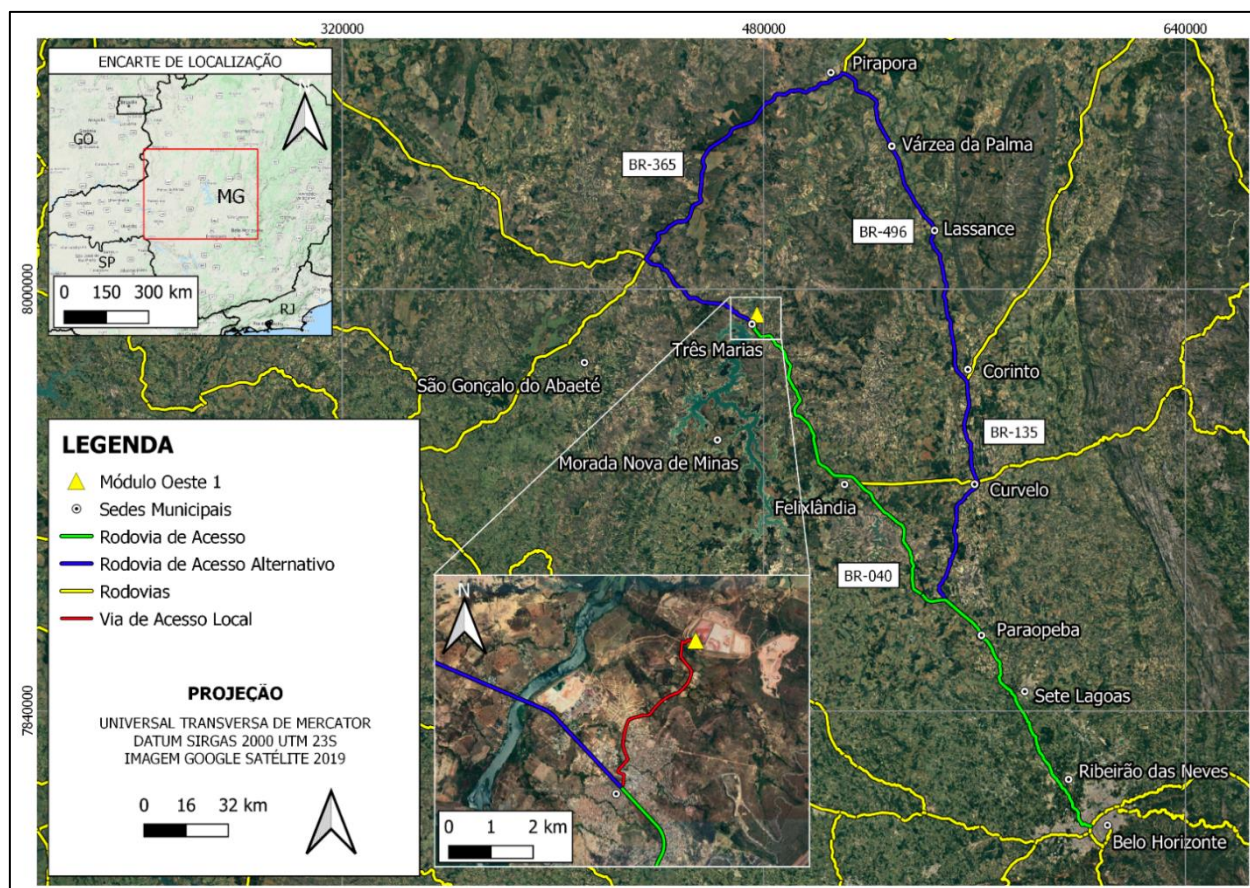 320000
480000
640000
8000000
7840000
ENCARTE DE LOCALIZAÇÃO
N
GO
MG
SP
RJ
0 150 300 km
Pirapora
Várzea da Palma
BR-365
BR-496
Lassance
Três Marias
São Gonçalo do Abaeté
Corinto
BR-135
Morada Nova de Minas
Felixlândia
Curvelo
BR-040
Paraopeba
Sete Lagoas
Ribeirão das Neves
Belo Horizonte
LEGENDA
Módulo Oeste 1
Sedes Municipais
Rodovia de Acesso
Rodovia de Acesso Alternativo
Rodovias
Via de Acesso Local
PROJEÇÃO
UNIVERSAL TRANSVERSA DE MERCATOR
DATUM SIRGAS 2000 UTM 23S
IMAGEM GOOGLE SATÉLITE 2019
0 16 32 km
N
0 1 2 km